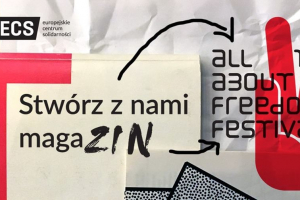 ECS
europejskie
centrum
solidarności
Stwórz z nami
magaZIN
ALL
ABOUT
FREEDO
FESTIVA